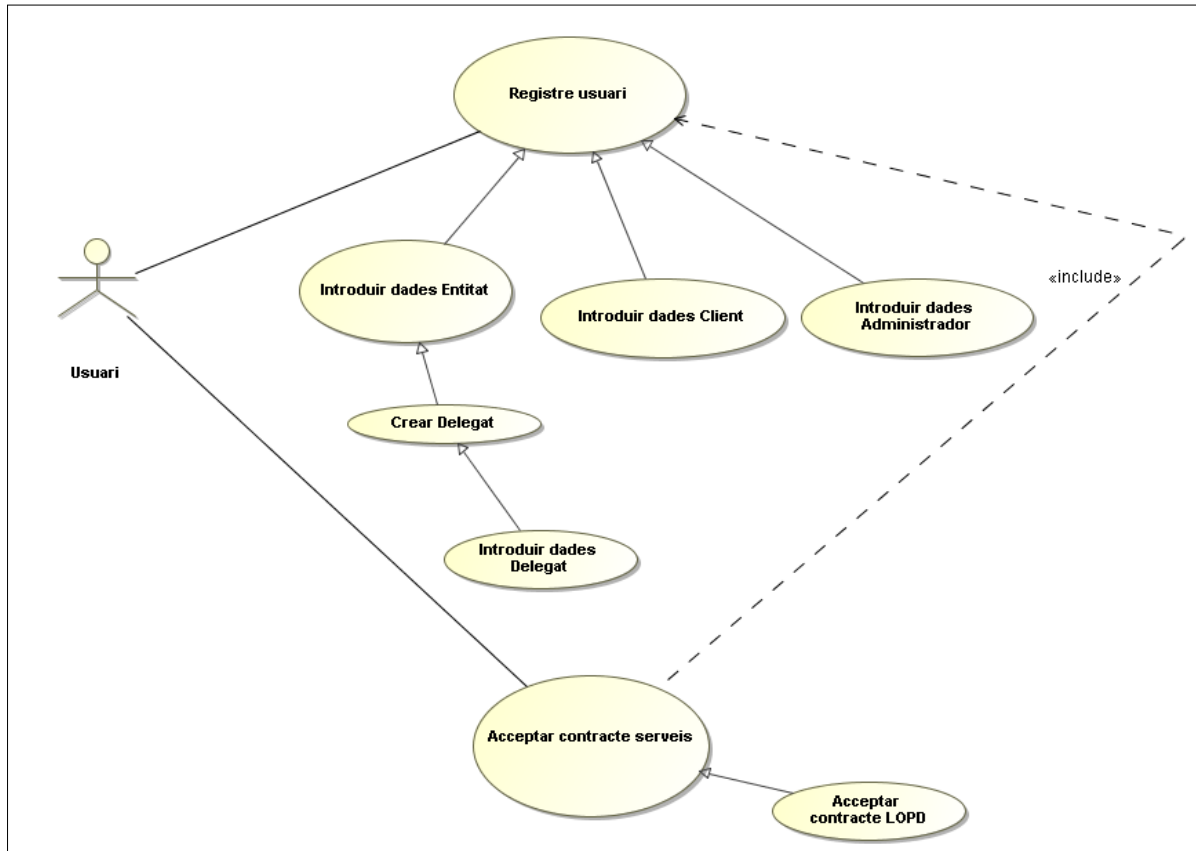 Registre usuari
«include»
Introduir dades Entitat
Introduir dades Client
Introduir dades
Administrador
Usuari
Crear Delegat
Introduir dades
Delegat
Acceptar contracte serveis
Acceptar
contracte LOPD